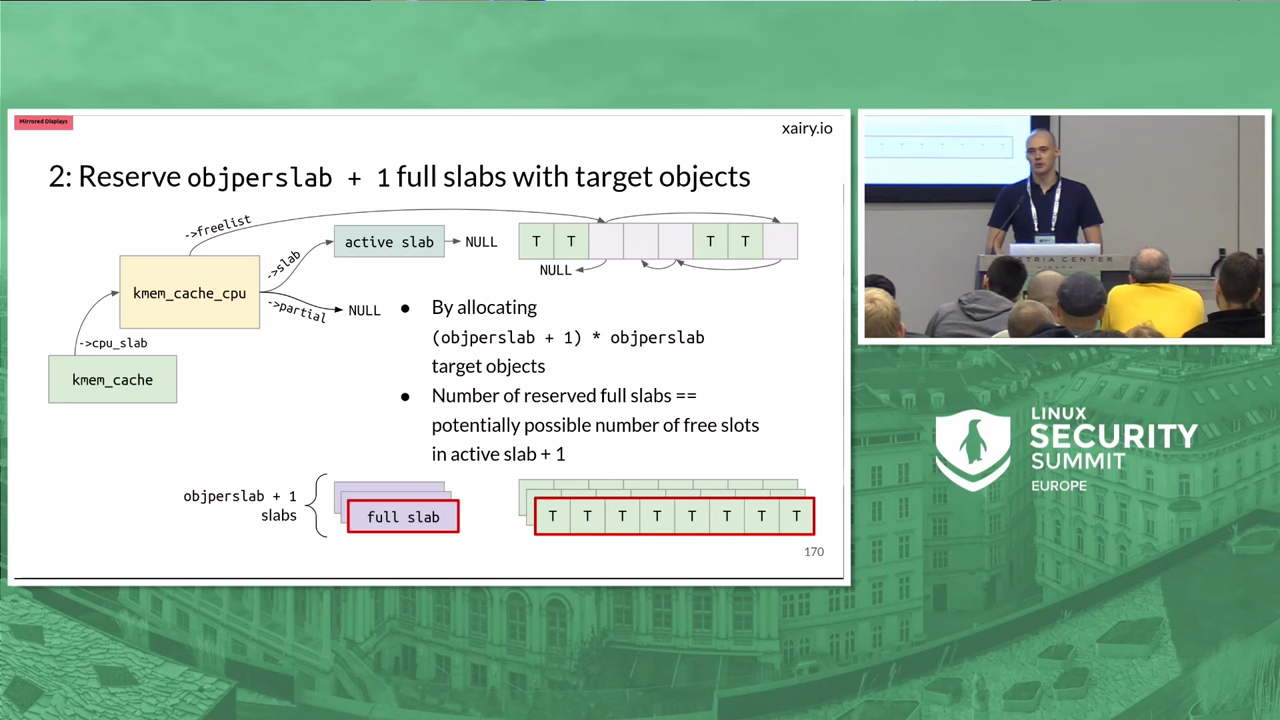 Mirrored Displays
xairy.io
2: Reserve objperslab + 1 full slabs with target objects
->freelist
active slab
NULL
T T T T
->slab
NULL
kmem_cache_cpu
->partial
NULL
->cpu_slab
kmem_cache
● By allocating
(objperslab + 1) * objperslab
target objects
● Number of reserved full slabs ==
potentially possible number of free slots
in active slab + 1
objperslab + 1
slabs
full slab
T T T T T T T T
170
STRIA CENTER
LINUX
SECURITY
SUMMIT
EUROPE